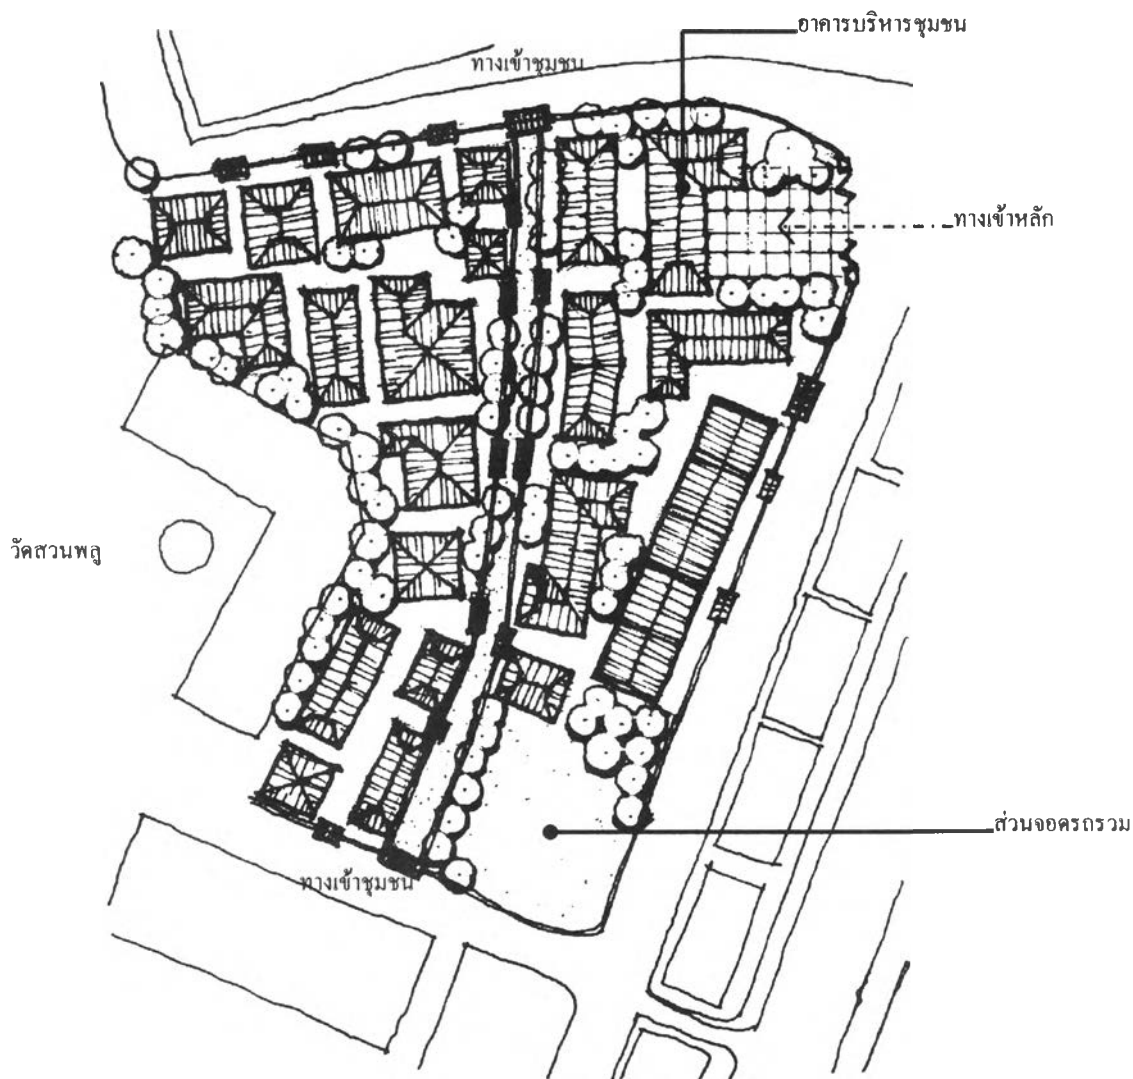 อาคารบริหารชุมชน
ทางเข้าชุมชน
ทางเข้าหลัก
วัดสวนพลู
ส่วนจอดรถรวม
ทางเข้าชุมชน